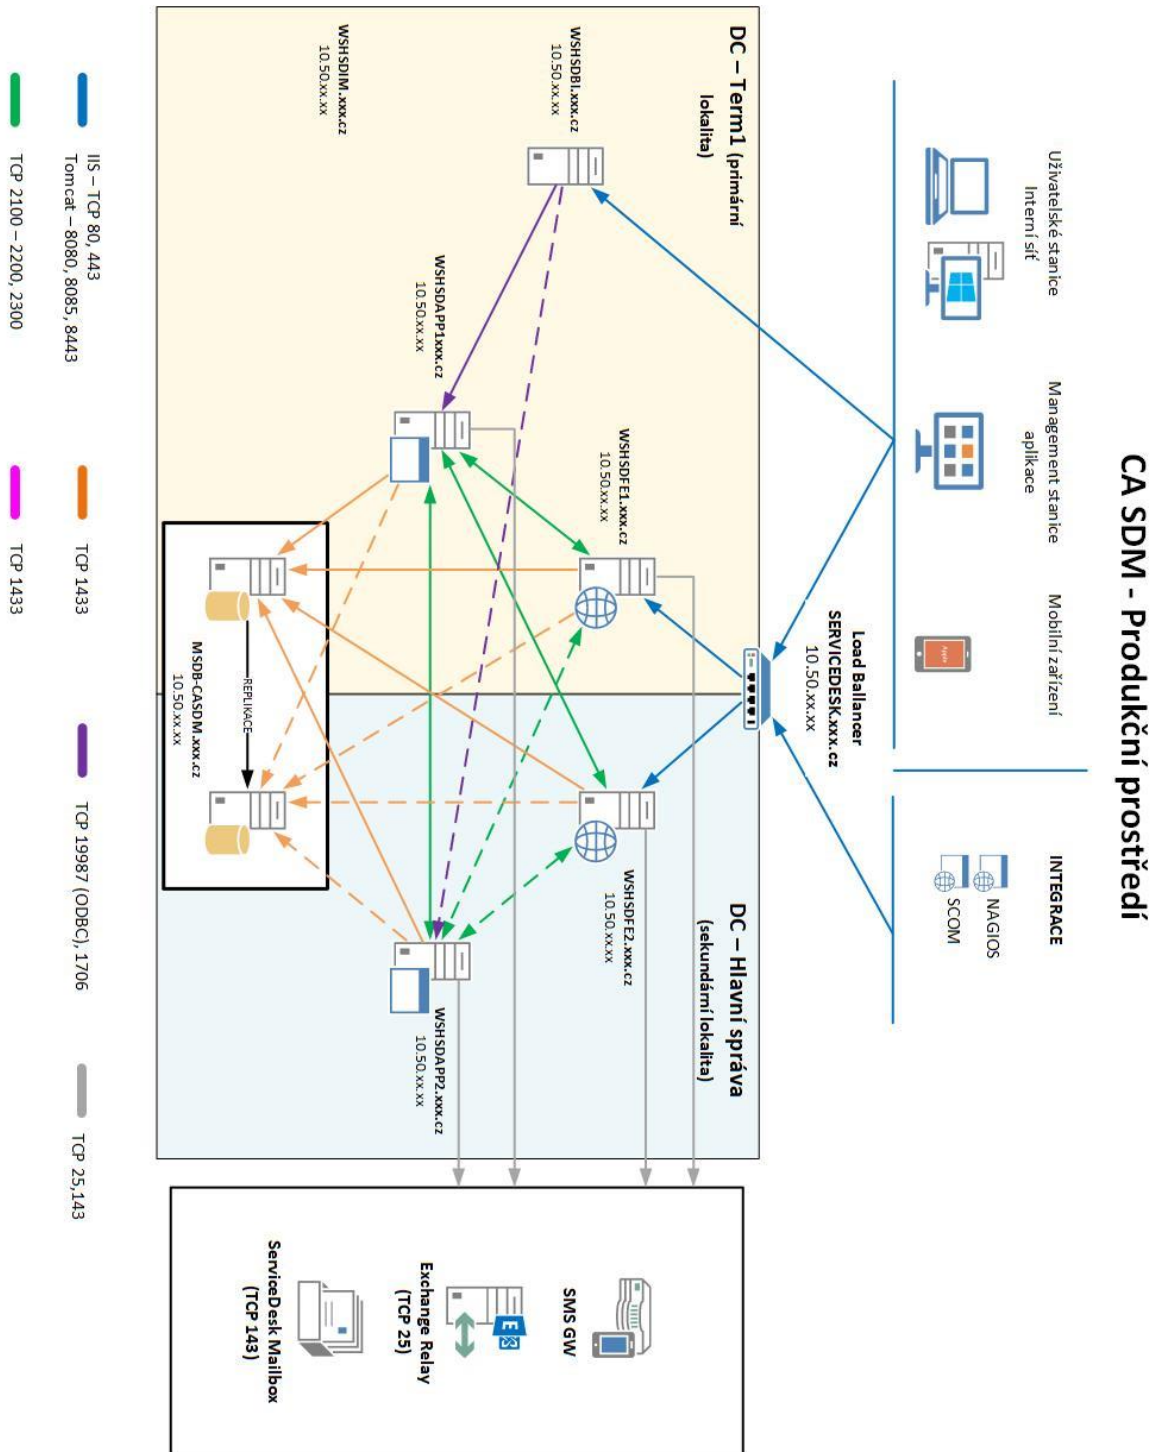 CA SDM - Produkční prostředí
Uživatelské stanice
Interní síť
Management stanice
aplikace
Mobilní zařízení
Apple
INTEGRACE
NAGIOS
SCOM
Load Ballancer
SERVICEDESK.xxx.cz
10.50.xx.xx
DC – Term1 (primární
lokalita)
DC – Hlavní správa
(sekundární lokalita)
WSHSDBI.xxx.cz
10.50.xx.xx
WSHSDFE1.xxx.cz
10.50.xx.xx
WSHSDFE2.xxx.cz
10.50.xx.xx
WSHSDAPP1xxx.cz
10.50.xx.xx
WSHSDAPP2.xxx.cz
10.50.xx.xx
WSHSDIM.xxx.cz
10.50.xx.xx
REPLIKACE
MSDB-CASDM.xxx.cz
10.50.xx.xx
SMS GW
E
Exchange Relay
(TCP 25)
ServiceDesk Mailbox
(TCP 143)
IIS – TCP 80, 443
Tomcat – 8080, 8085, 8443
TCP 1433
TCP 19987 (ODBC), 1706
TCP 25,143
TCP 2100 – 2200, 2300
TCP 1433